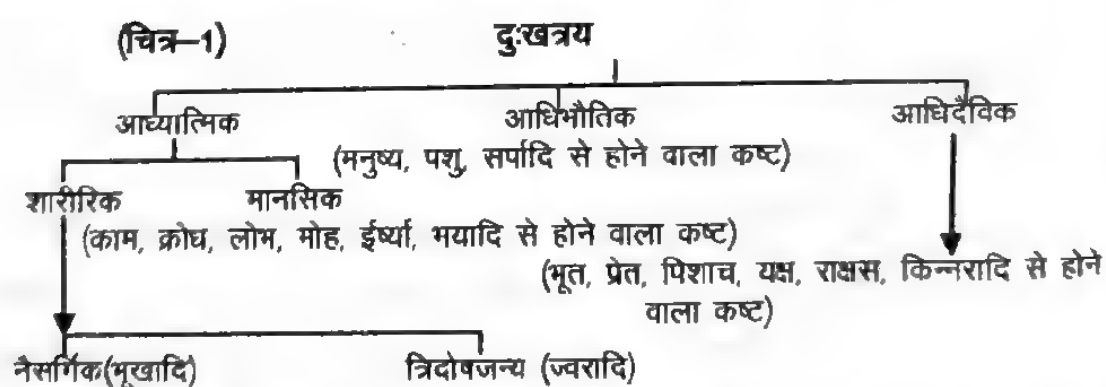 (चित्र–1) दुःखत्रय
आध्यात्मिक आधिभौतिक आधिदैविक
(मनुष्य, पशु, सर्पादि से होने वाला कष्ट)
शारीरिक मानसिक
(काम, क्रोध, लोभ, मोह, ईर्ष्या, भयादि से होने वाला कष्ट)
(भूत, प्रेत, पिशाच, यक्ष, राक्षस, किन्नरादि से होने
वाला कष्ट)
नैसर्गिक(भूखादि) त्रिदोषजन्य (ज्वरादि)